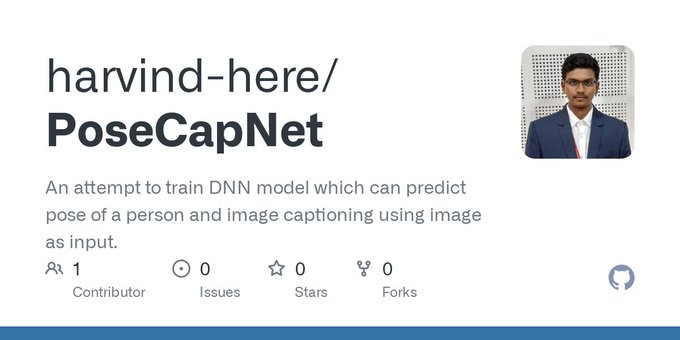 harvind-here/
PoseCapNet
An attempt to train DNN model which can predict
pose of a person and image captioning using image
as input.
1 0 0 0
Contributor Issues Stars Forks